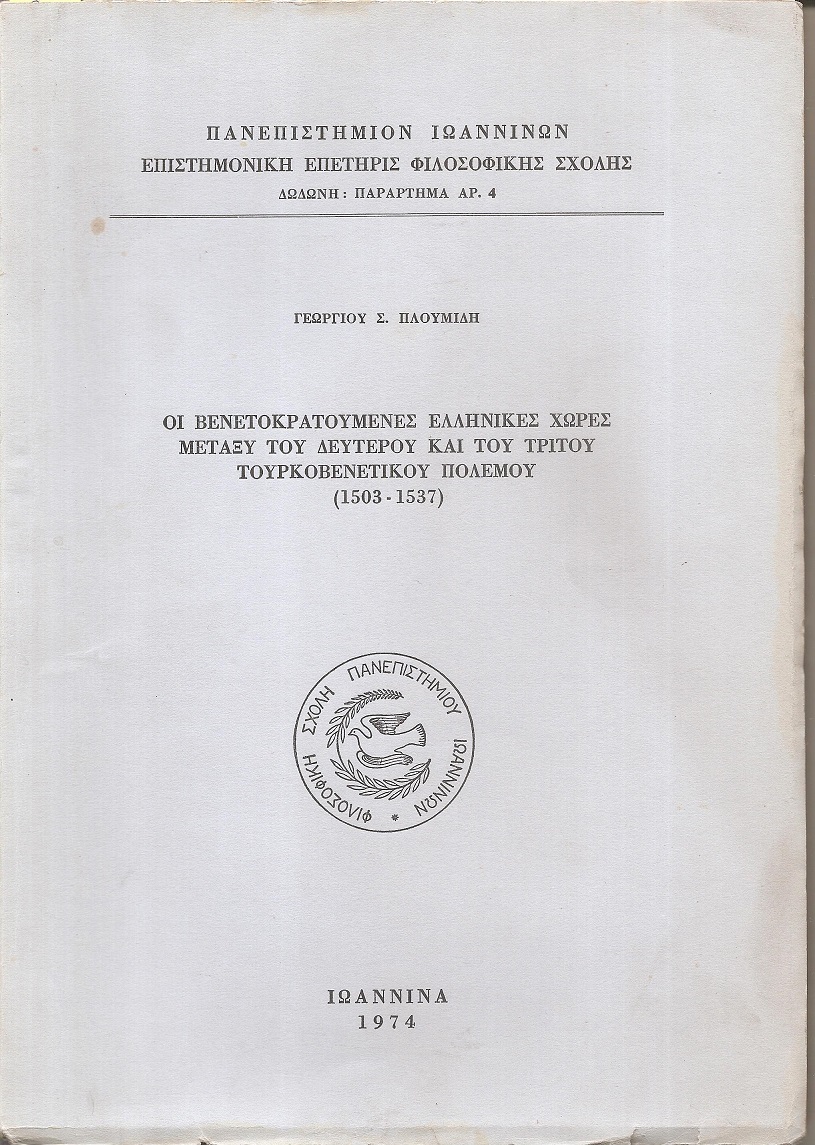 ΠΑΝΕΠΙΣΤΗΜΙΟΝ ΙΩΑΝΝΙΝΩΝ
ΕΠΙΣΤΗΜΟΝΙΚΗ ΕΠΕΤΗΡΙΣ ΦΙΛΟΣΟΦΙΚΗΣ ΣΧΟΛΗΣ
ΔΩΔΩΝΗ : ΠΑΡΑΡΤΗΜΑ ΑΡ. 4
ΓΕΩΡΓΙΟΥ Σ. ΠΛΟΥΜΙΔΗ
ΟΙ ΒΕΝΕΤΟΚΡΑΤΟΥΜΕΝΕΣ ΕΛΛΗΝΙΚΕΣ ΧΩΡΕΣ
ΜΕΤΑΞΥ ΤΟΥ ΔΕΥΤΕΡΟΥ ΚΑΙ ΤΟΥ ΤΡΙΤΟΥ
ΤΟΥΡΚΟΒΕΝΕΤΙΚΟΥ ΠΟΛΕΜΟΥ
(1503 - 1537)
ΦΙΛΟΣΟΦΙΚΗ ΣΧΟΛΗ ΠΑΝΕΠΙΣΤΗΜΙΟΥ ΙΩΑΝΝΙΝΩΝ *
ΙΩΑΝΝΙΝΑ
1974